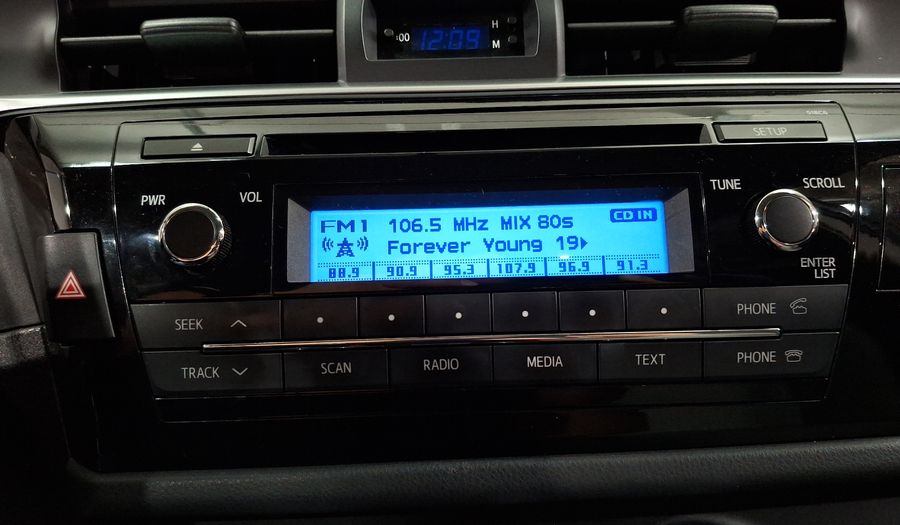 :00 12:09 H
M
SETUP
PWR VOL TUNE SCROLL
FM1 106.5 MHz MIX 80s CD IN
Forever Young 19
88.9 90.9 95.3 107.9 96.9 91.3
ENTER
LIST
SEEK PHONE
TRACK SCAN RADIO MEDIA TEXT PHONE